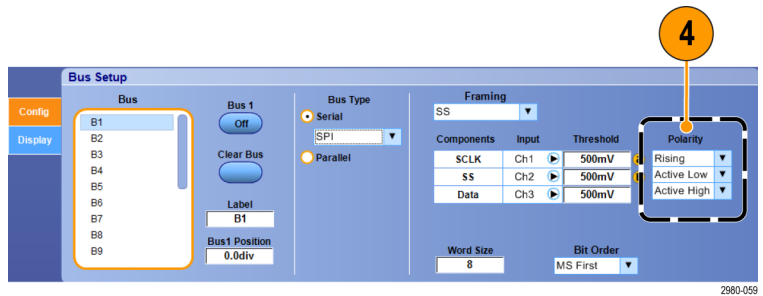 4
Bus Setup
Config
Display
Bus
B1
B2
B3
B4
B5
B6
B7
B8
B9
Bus 1
Off
Clear Bus
Label
B1
Bus1 Position
0.0div
Bus Type
Serial
SPI
Parallel
Framing
SS
Components Input Threshold Polarity
SCLK Ch1 500mV Rising
SS Ch2 500mV Active Low
Data Ch3 500mV Active High
Word Size
8
Bit Order
MS First
2980-059